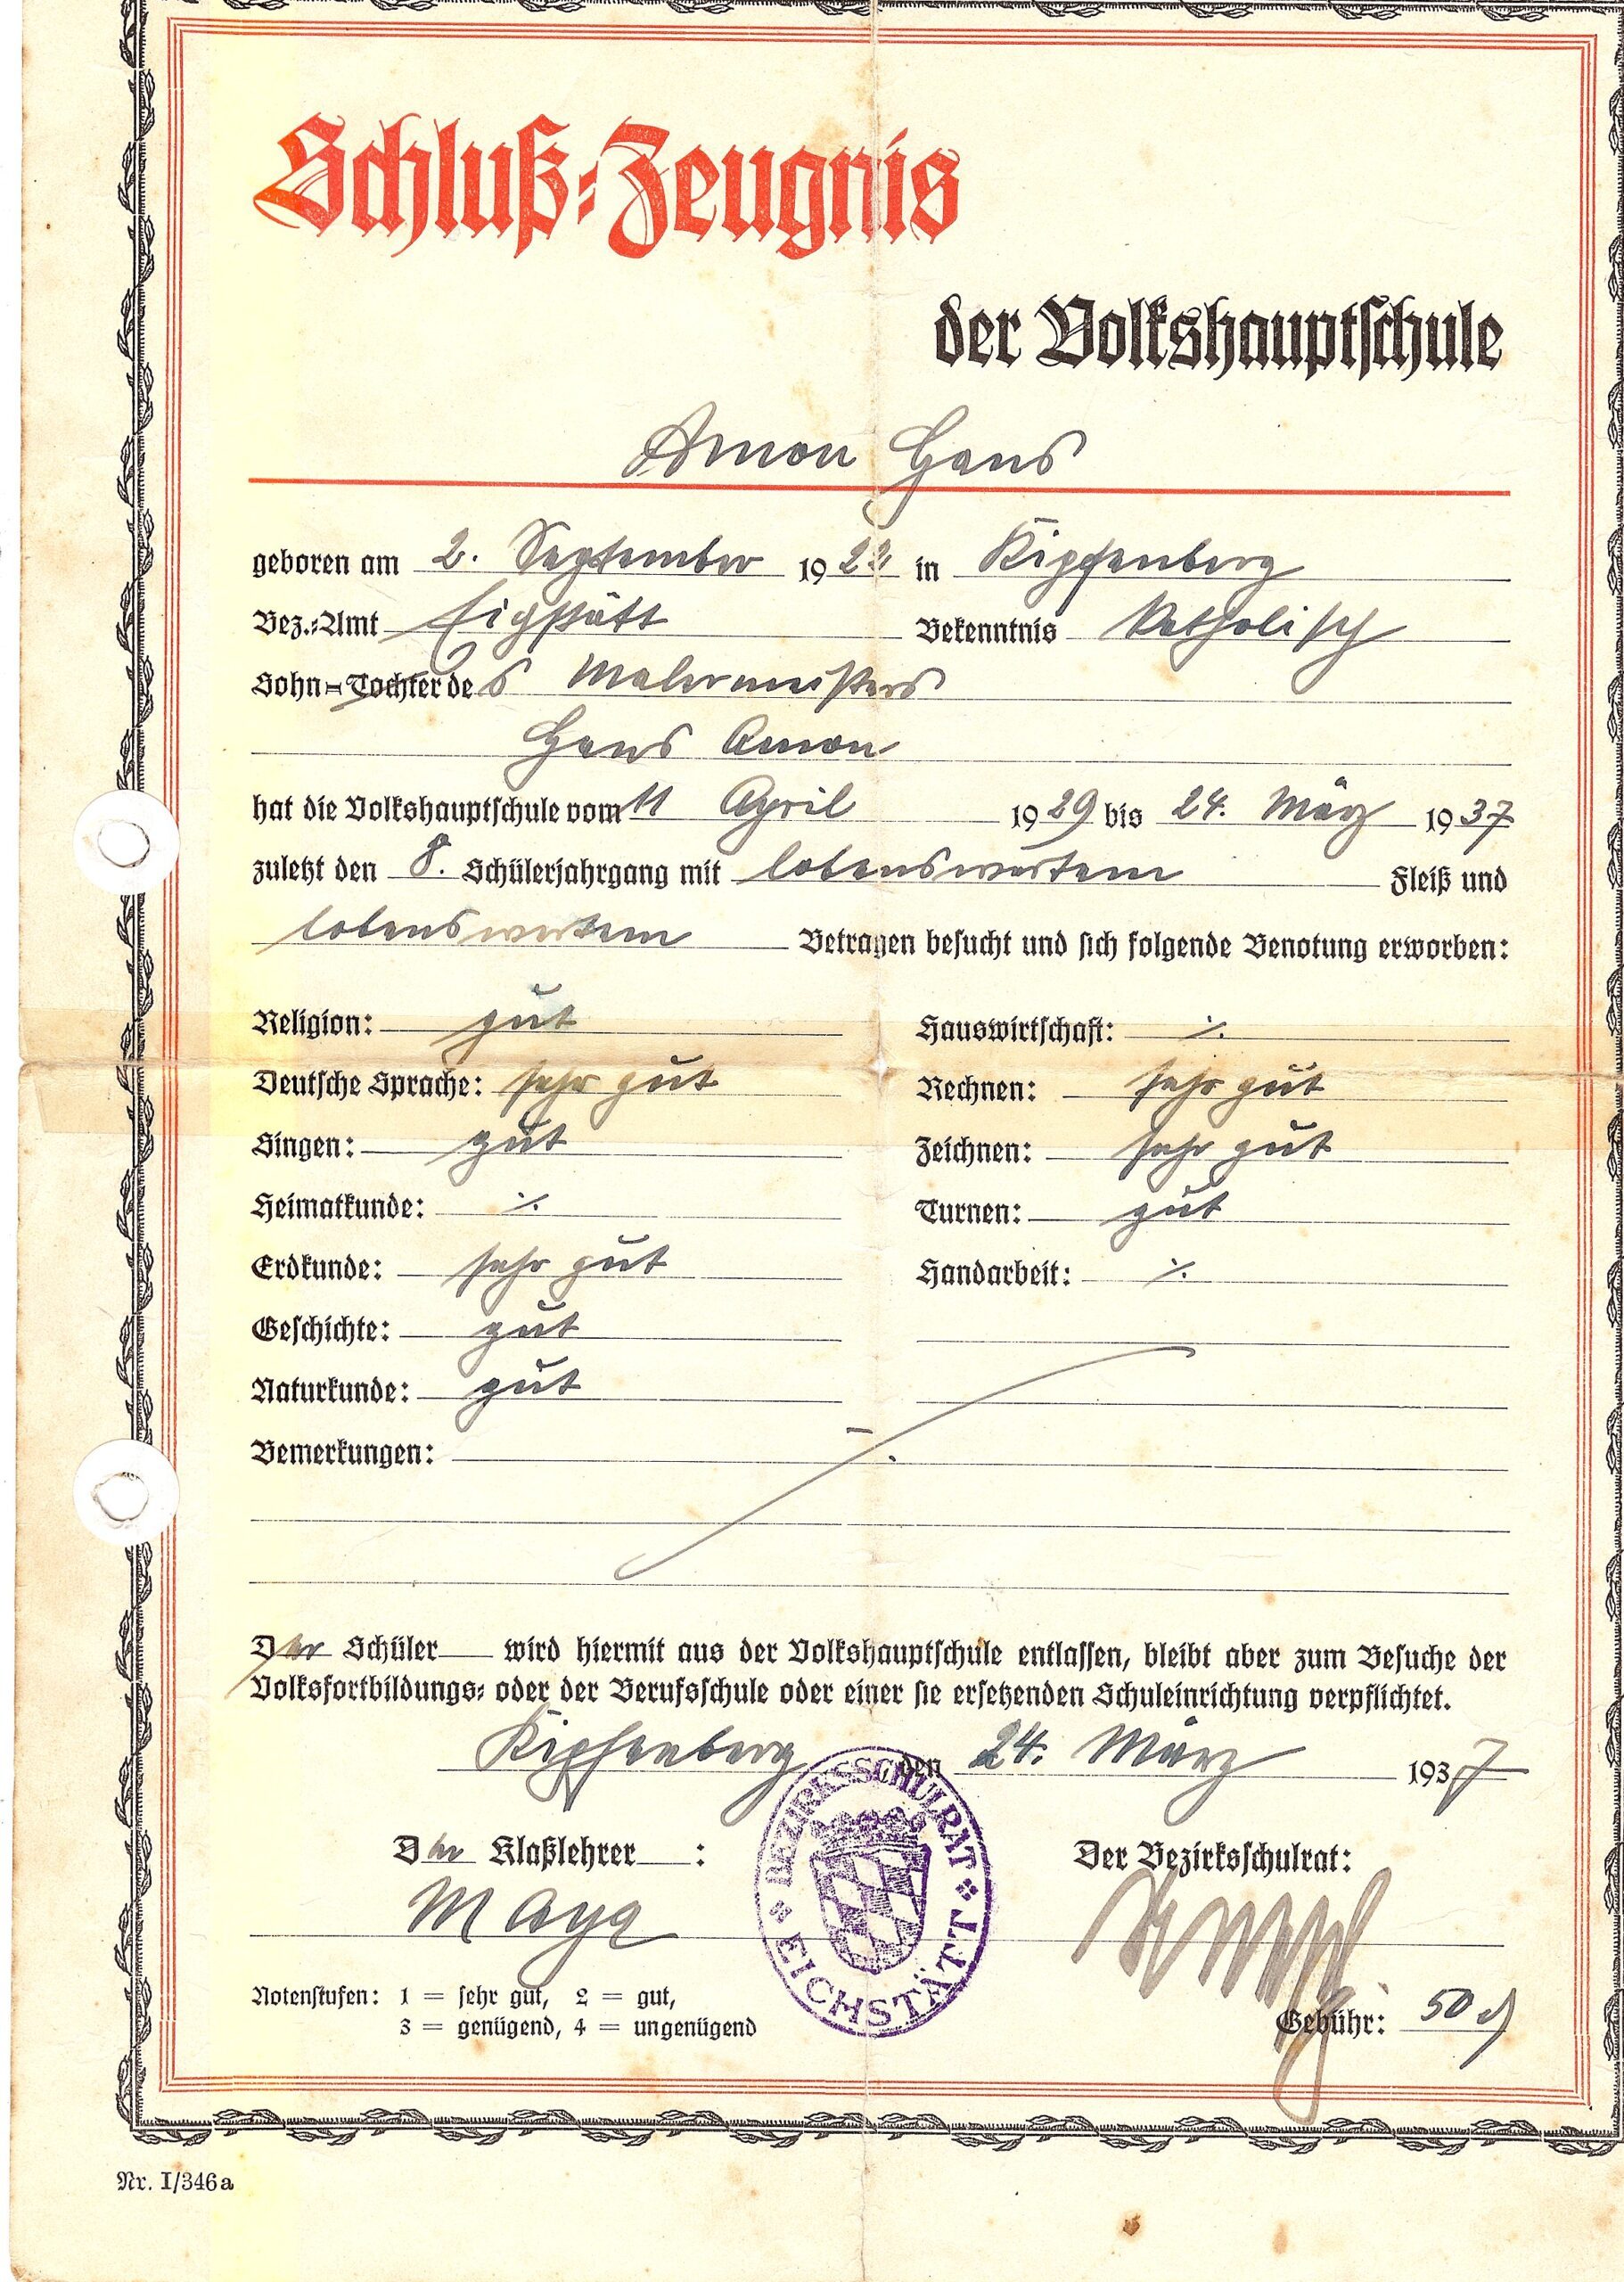 Schluß-Zeugnis
der Volkshauptschule
Amon Hans
geboren am 2. September 1922 in Kipfenberg
Bez.-Amt Eichstätt Bekenntnis katholisch
Sohn-Tochter des Malermeisters
Hans Amon
hat die Volkshauptschule vom 11 April 1929 bis 24. März 1937
zuletzt den 8. Schülerjahrgang mit lobenswertem Fleiß und
lobenswertem Betragen besucht und sich folgende Benotung erworben:
Religion: gut Hauswirtschaft: ·/.
Deutsche Sprache: sehr gut Rechnen: sehr gut
Singen: gut Zeichnen: sehr gut
Heimatkunde: ·/. Turnen: gut
Erdkunde: sehr gut Handarbeit: ·/.
Geschichte: gut
Naturkunde: gut
Bemerkungen:
Der Schüler wird hiermit aus der Volkshauptschule entlassen, bleibt aber zum Besuche der
Volksfortbildungs- oder der Berufsschule oder einer sie ersetzenden Schuleinrichtung verpflichtet.
Kipfenberg, den 24. März 1937
BEZIRKSSCHULRAT EICHSTÄTT
Der Klaßlehrer: Der Bezirksschulrat:
Notenstufen: 1 = sehr gut, 2 = gut,
3 = genügend, 4 = ungenügend
Gebühr: 50 ₰
Nr. I/346a